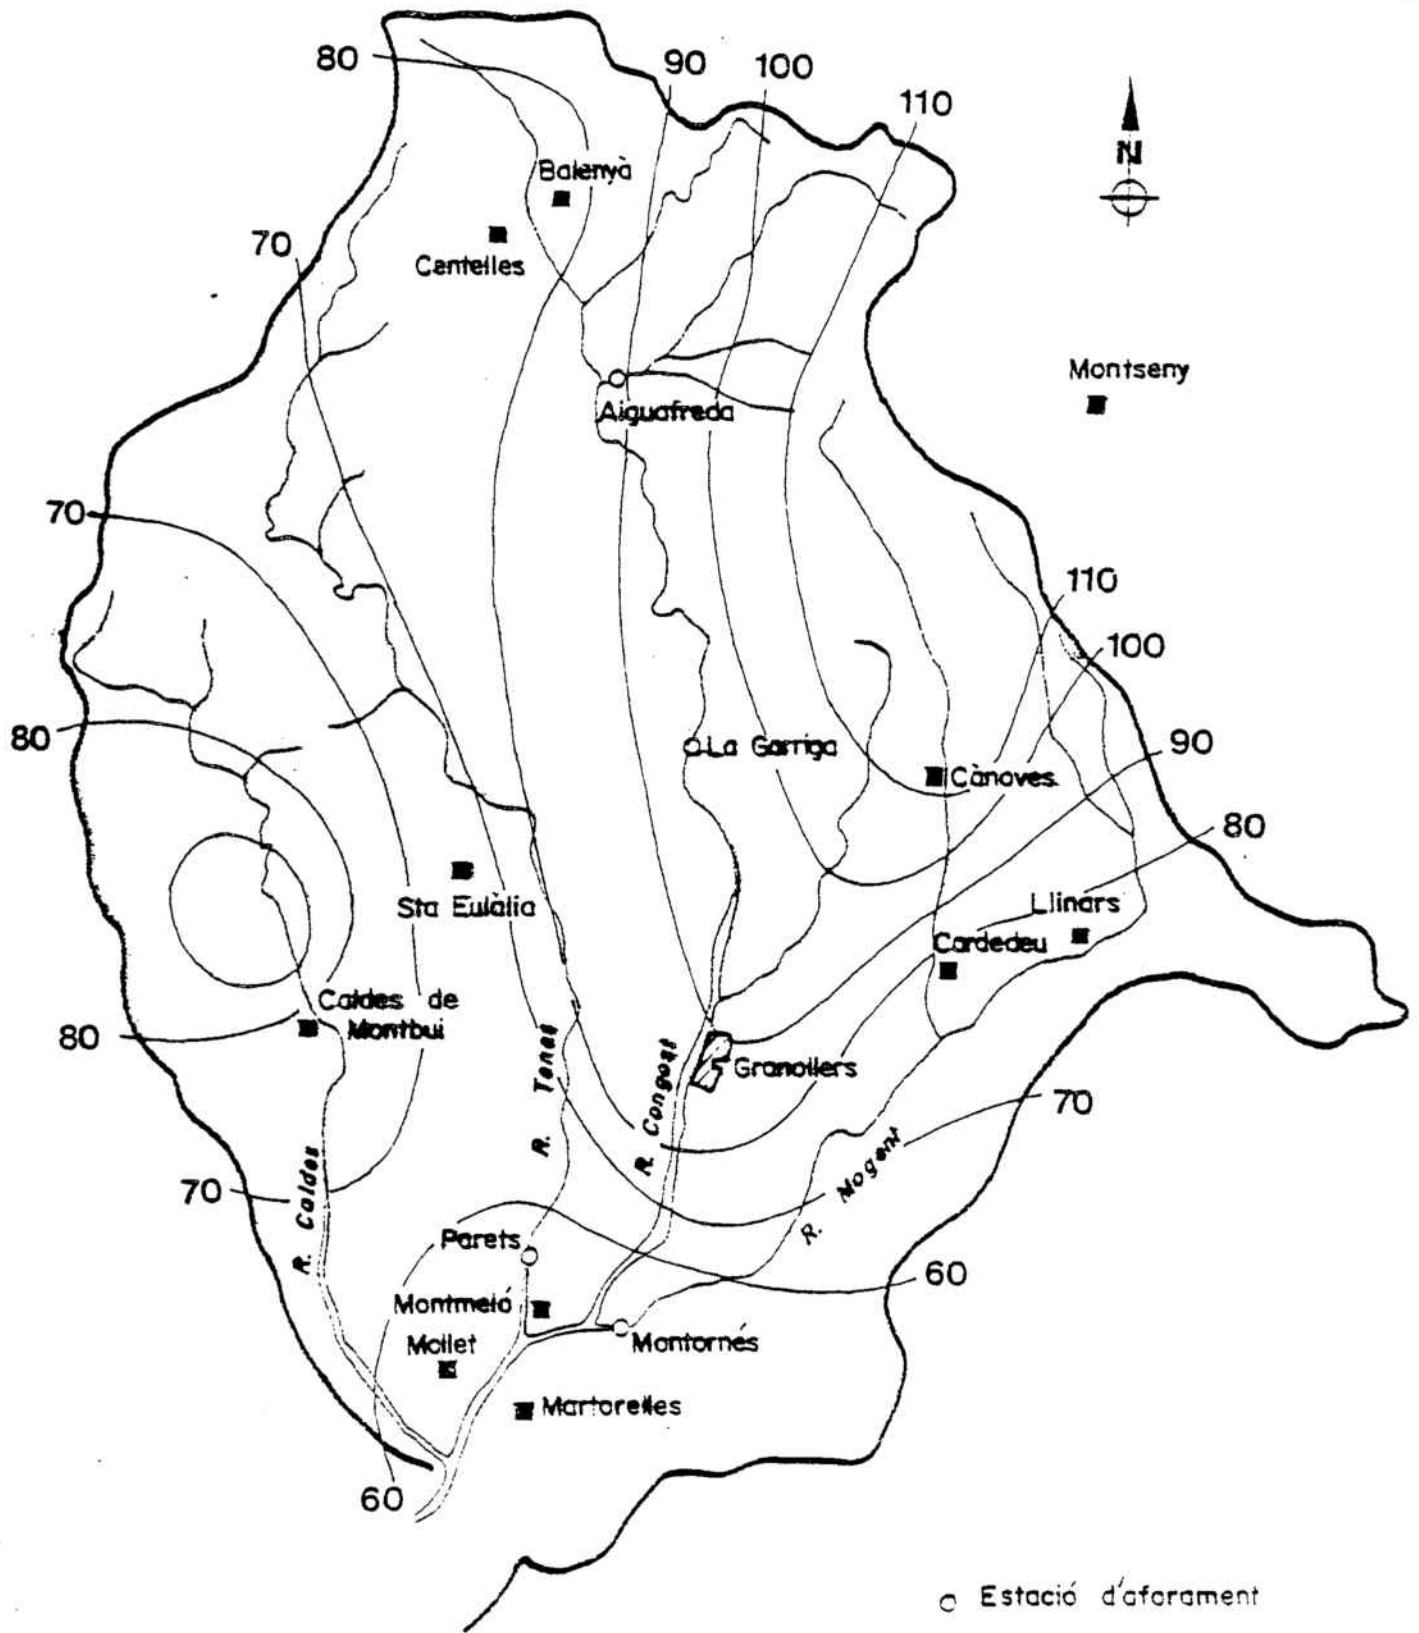 80
90
100
110
N
Balenyà
70
Centelles
Montseny
Aiguafreda
70
110
100
80
La Garriga
90
Cànoves
80
Sta Eulàlia
Llinars
Cardedeu
Caldes de
Montbui
80
R. Tenes
R. Congost
Granollers
70
R. Caldes
70
R. Mogent
Parets
60
Montmeló
Mollet
Montornés
Martorelles
60
Estació d'aforament